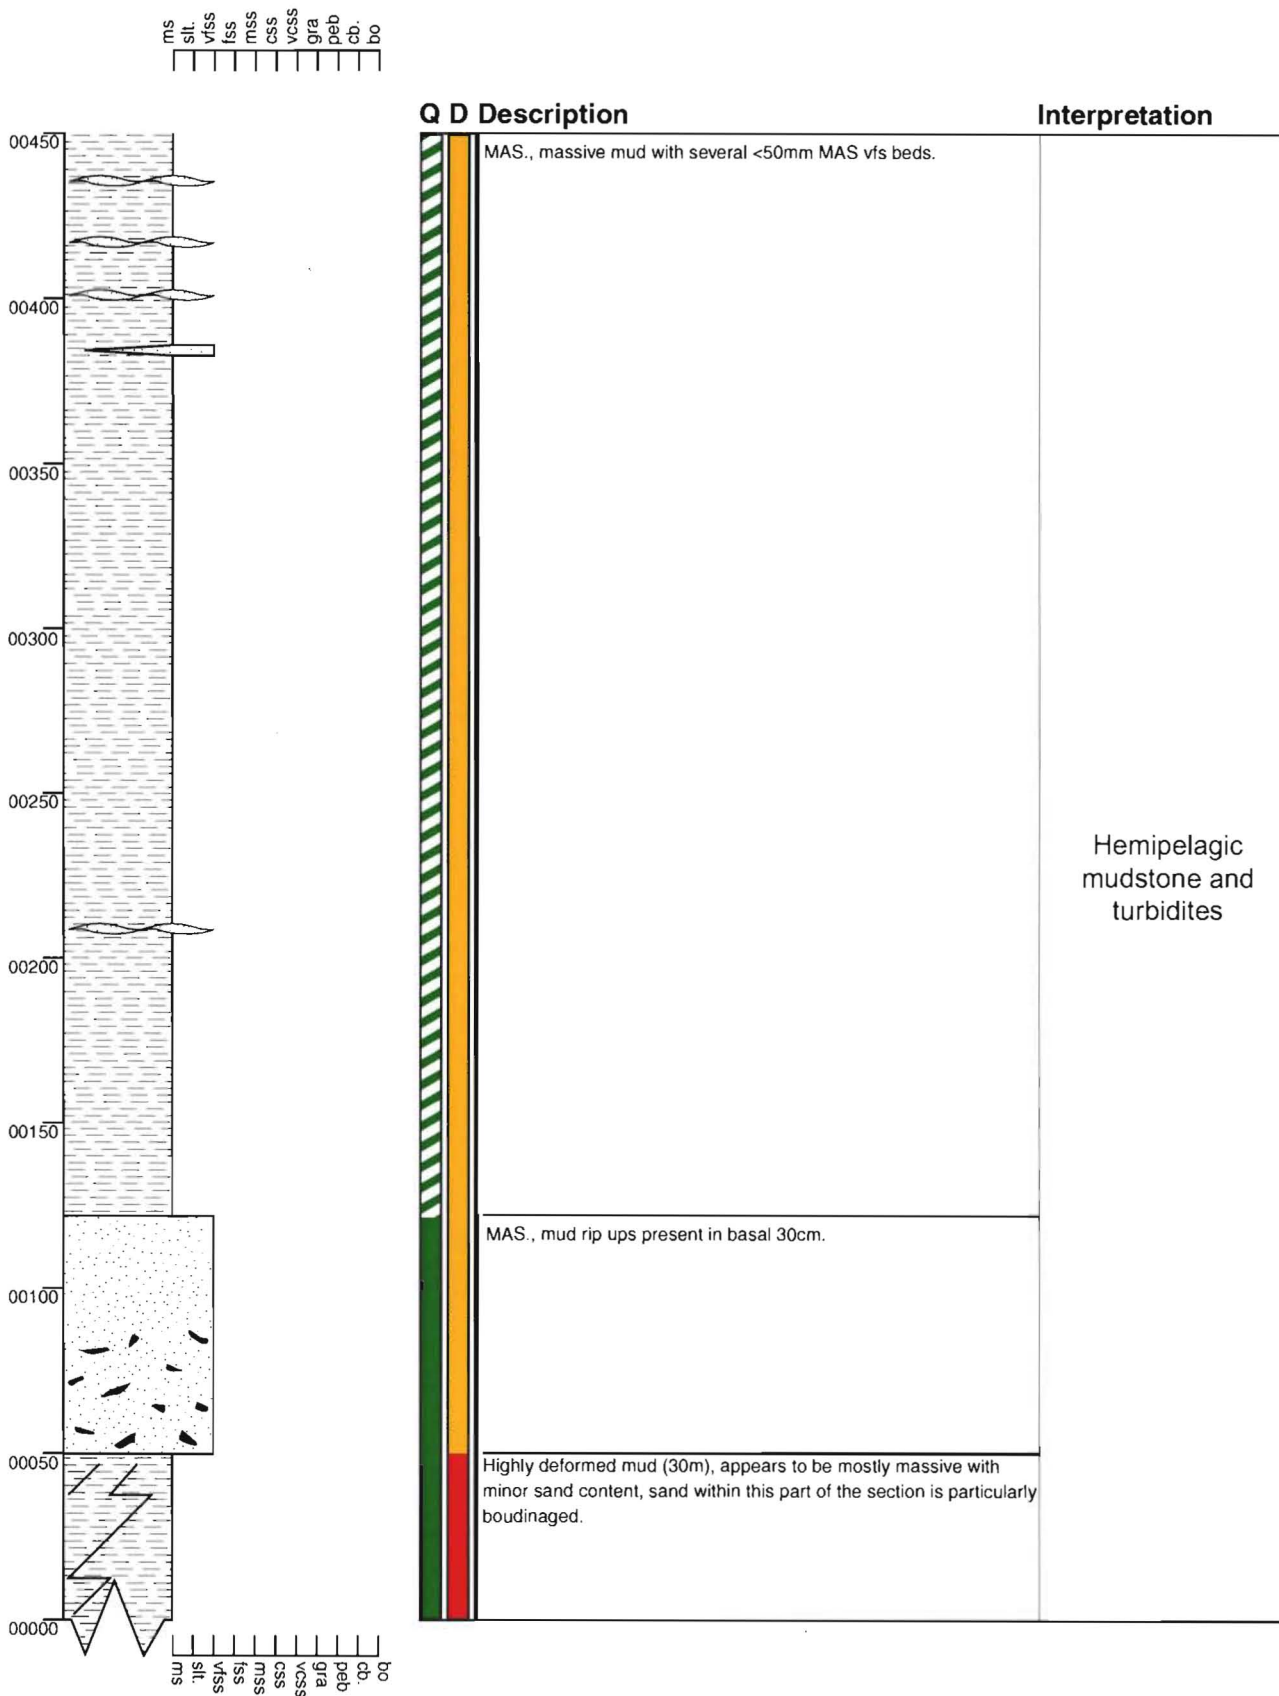 ms slt. vfss fss mss css vcss gra peb cb. bo
Q D Description Interpretation
00450
MAS., massive mud with several <50mm MAS vfs beds.
00400
00350
00300
00250
Hemipelagic
mudstone and
turbidites
00200
00150
MAS., mud rip ups present in basal 30cm.
00100
00050
Highly deformed mud (30m), appears to be mostly massive with
minor sand content, sand within this part of the section is particularly
boudinaged.
00000
ms slt. vfss fss mss css vcss gra peb cb. bo